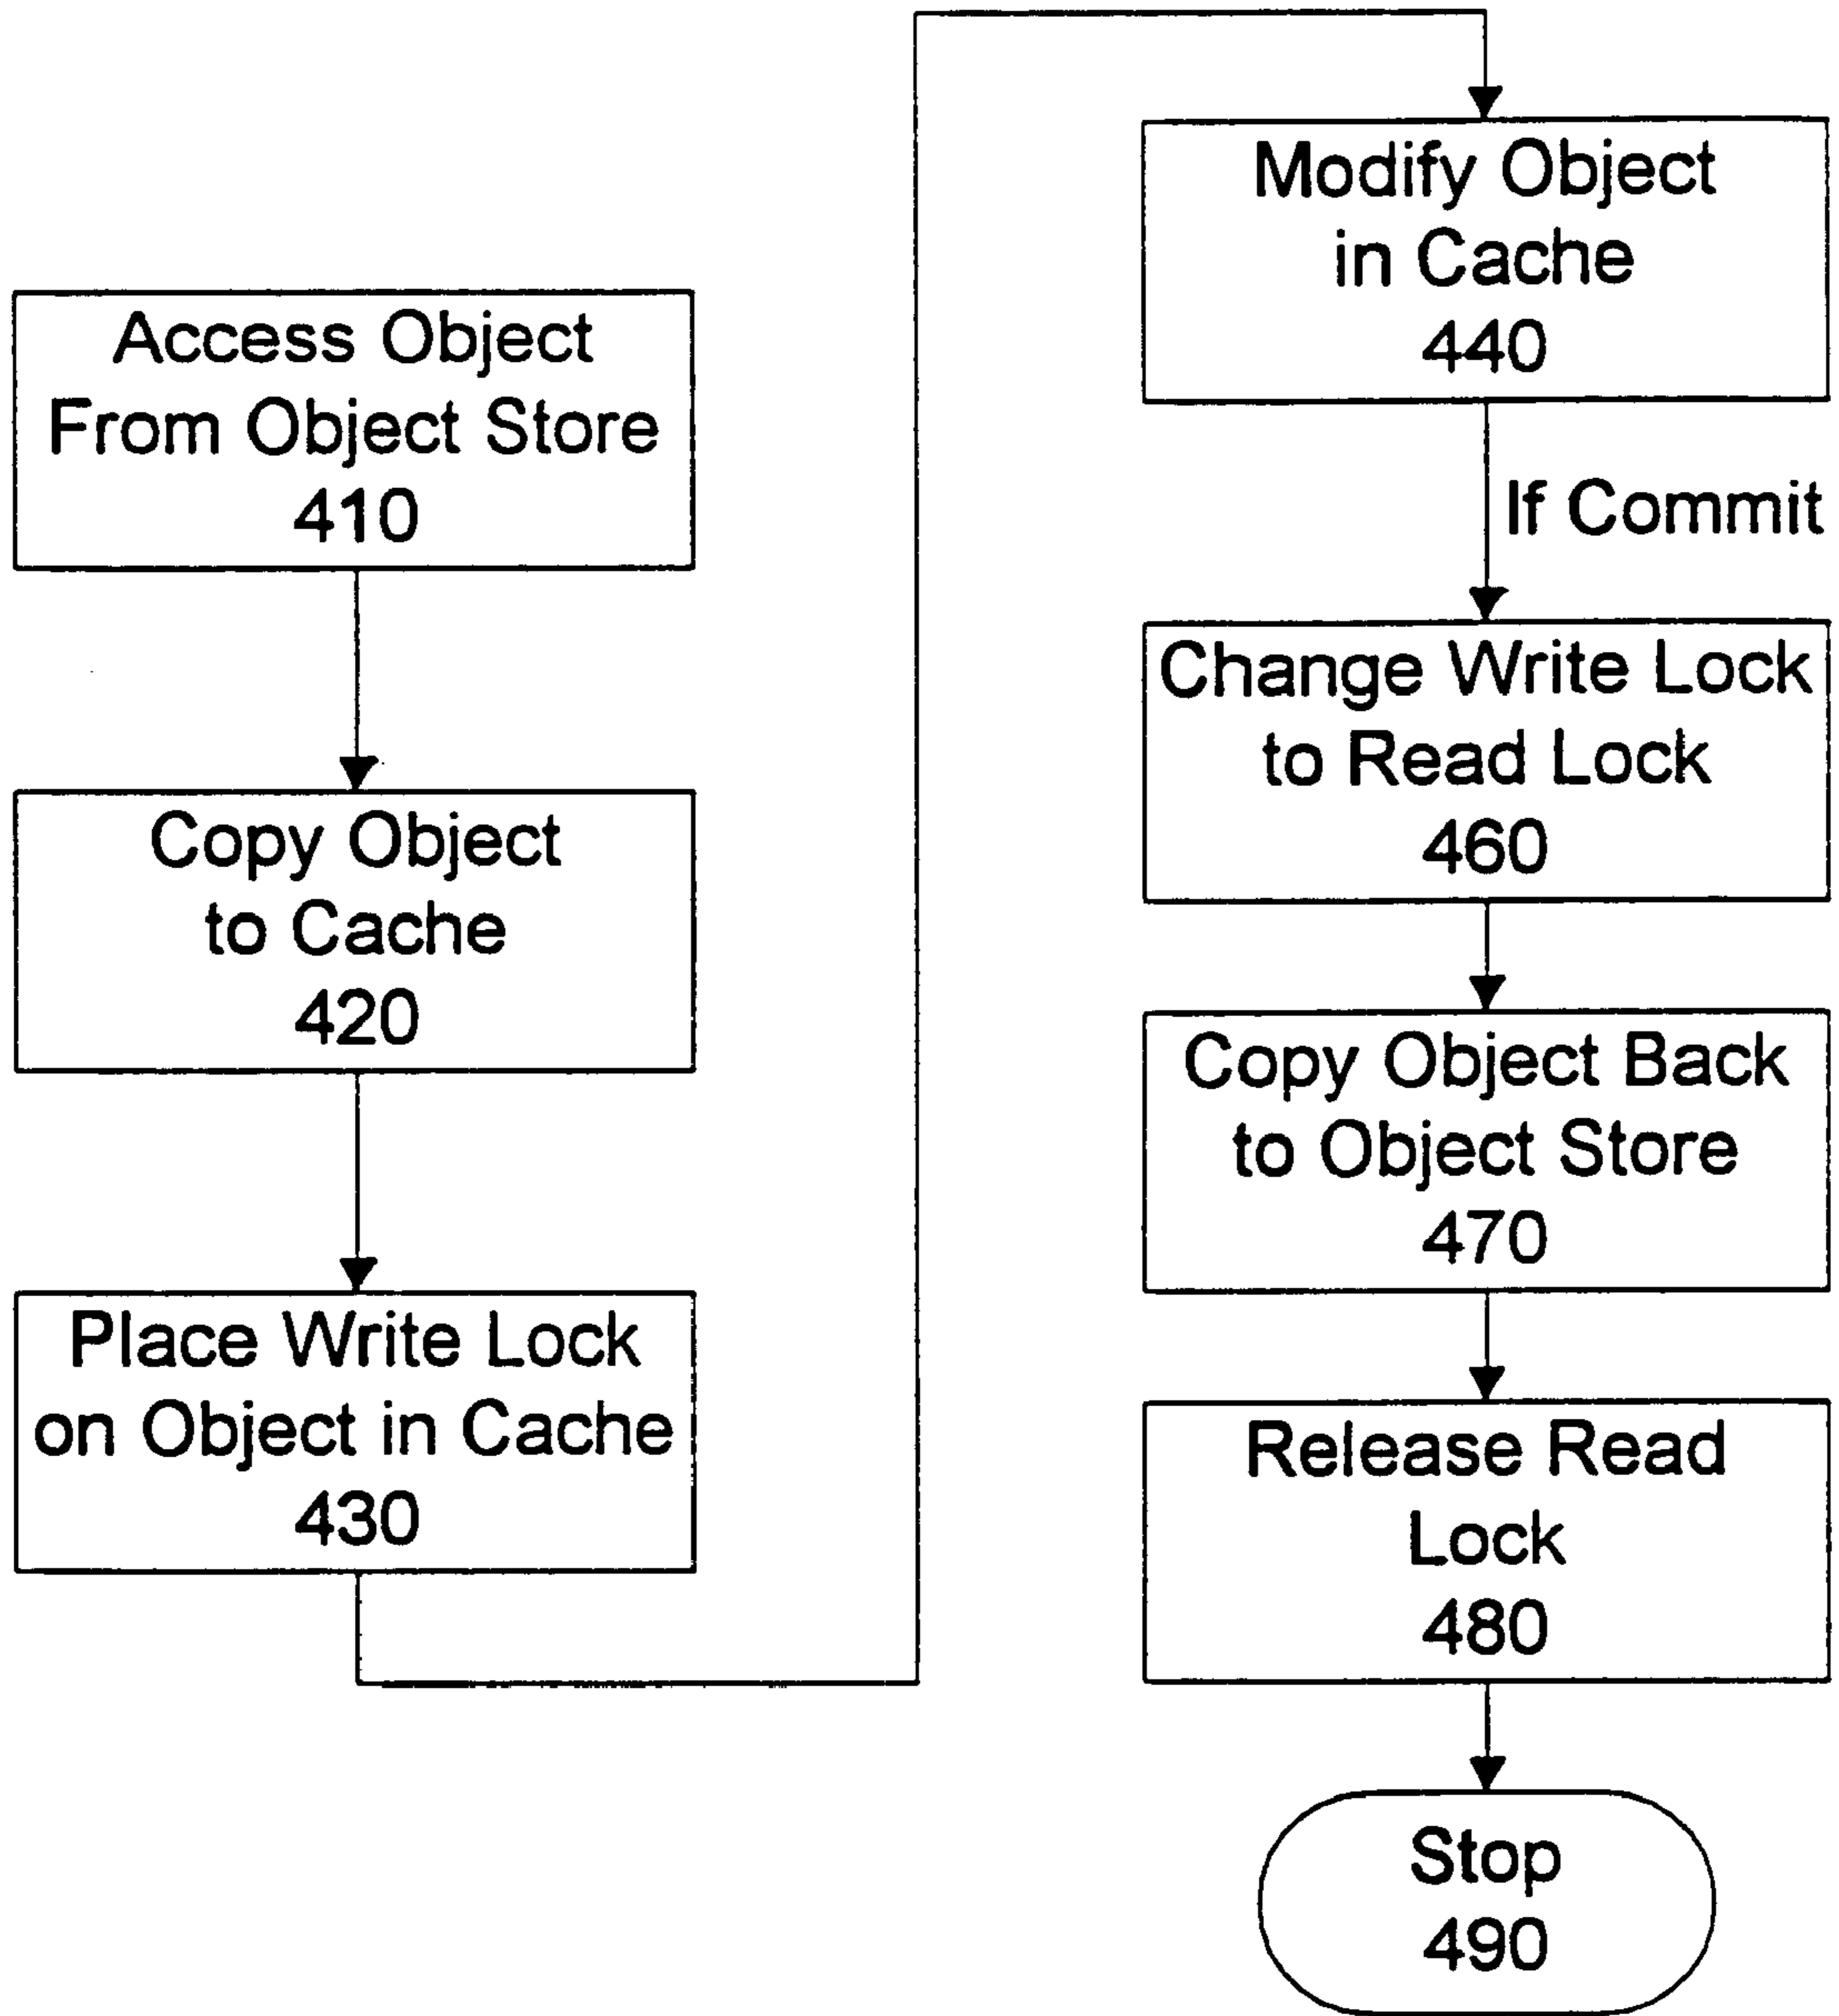 Access Object
From Object Store
410
Copy Object
to Cache
420
Place Write Lock
on Object in Cache
430
Modify Object
in Cache
440
If Commit
Change Write Lock
to Read Lock
460
Copy Object Back
to Object Store
470
Release Read
Lock
480
Stop
490